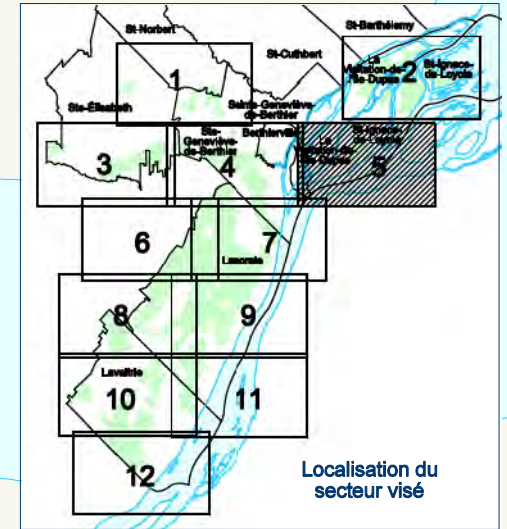 St-Norbert
St-Barthélemy
St-Cuthbert
La
Visitation-de-
l'Île-Dupas
2
St-Ignace-
de-Loyola
1
Ste-Élisabeth
Sainte-Geneviève-
de-Berthier
Berthierville
Ste-
Geneviève-
de-Berthier
La
Visitation-de-
l'Île-Dupas
St-Ignace-
de-Loyola
3
4
5
6
7
Lanoraie
8
9
Lavaltrie
10
11
12
Localisation du
secteur visé